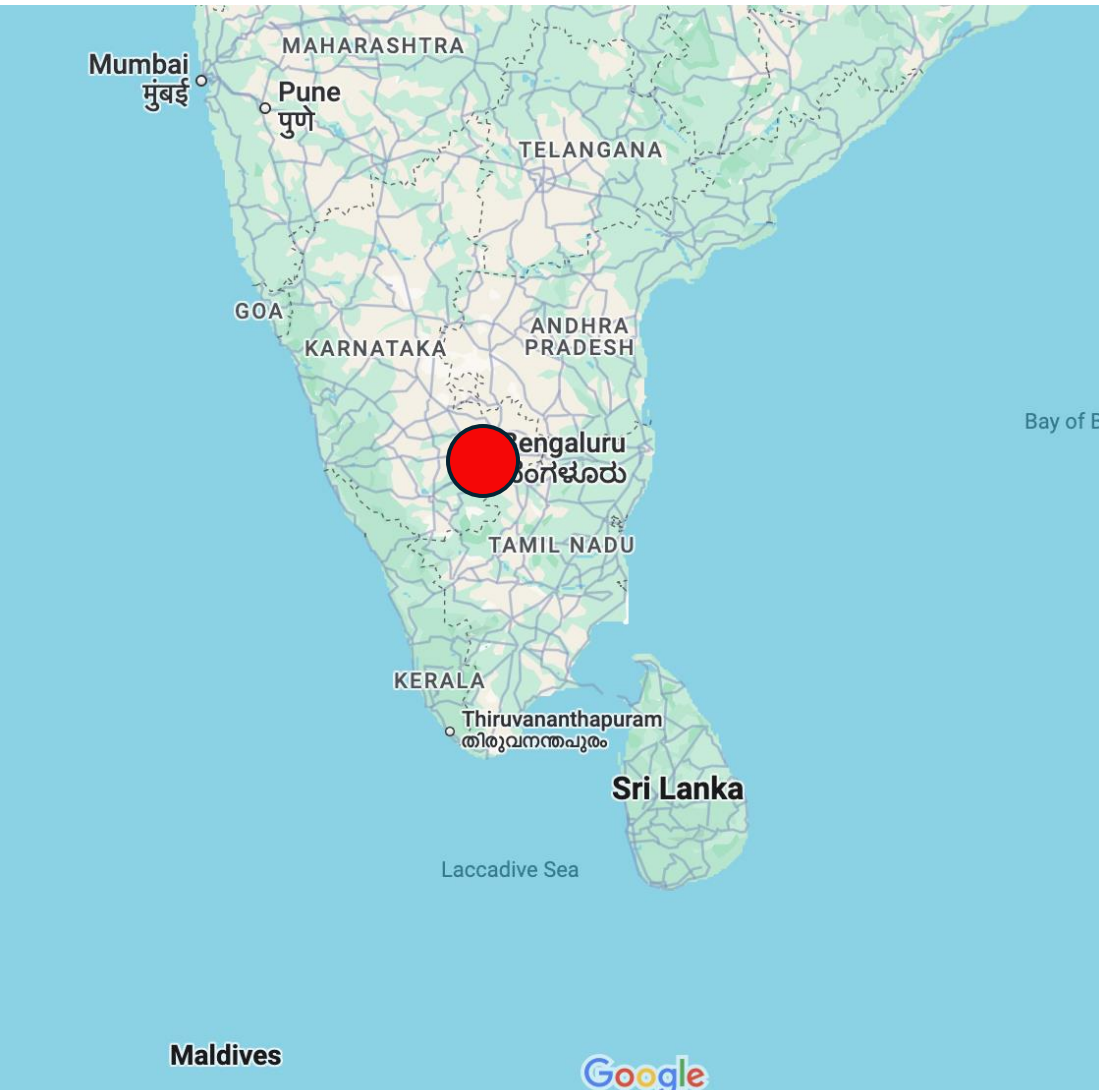 MAHARASHTRA
Mumbai
मुंबई
Pune
पुणे
TELANGANA
GOA
ANDHRA
PRADESH
KARNATAKA
Bay of
TAMIL NADU
KERALA
Thiruvananthapuram
തിരുവനന്തപുരം
Sri Lanka
Laccadive Sea
Maldives
Google